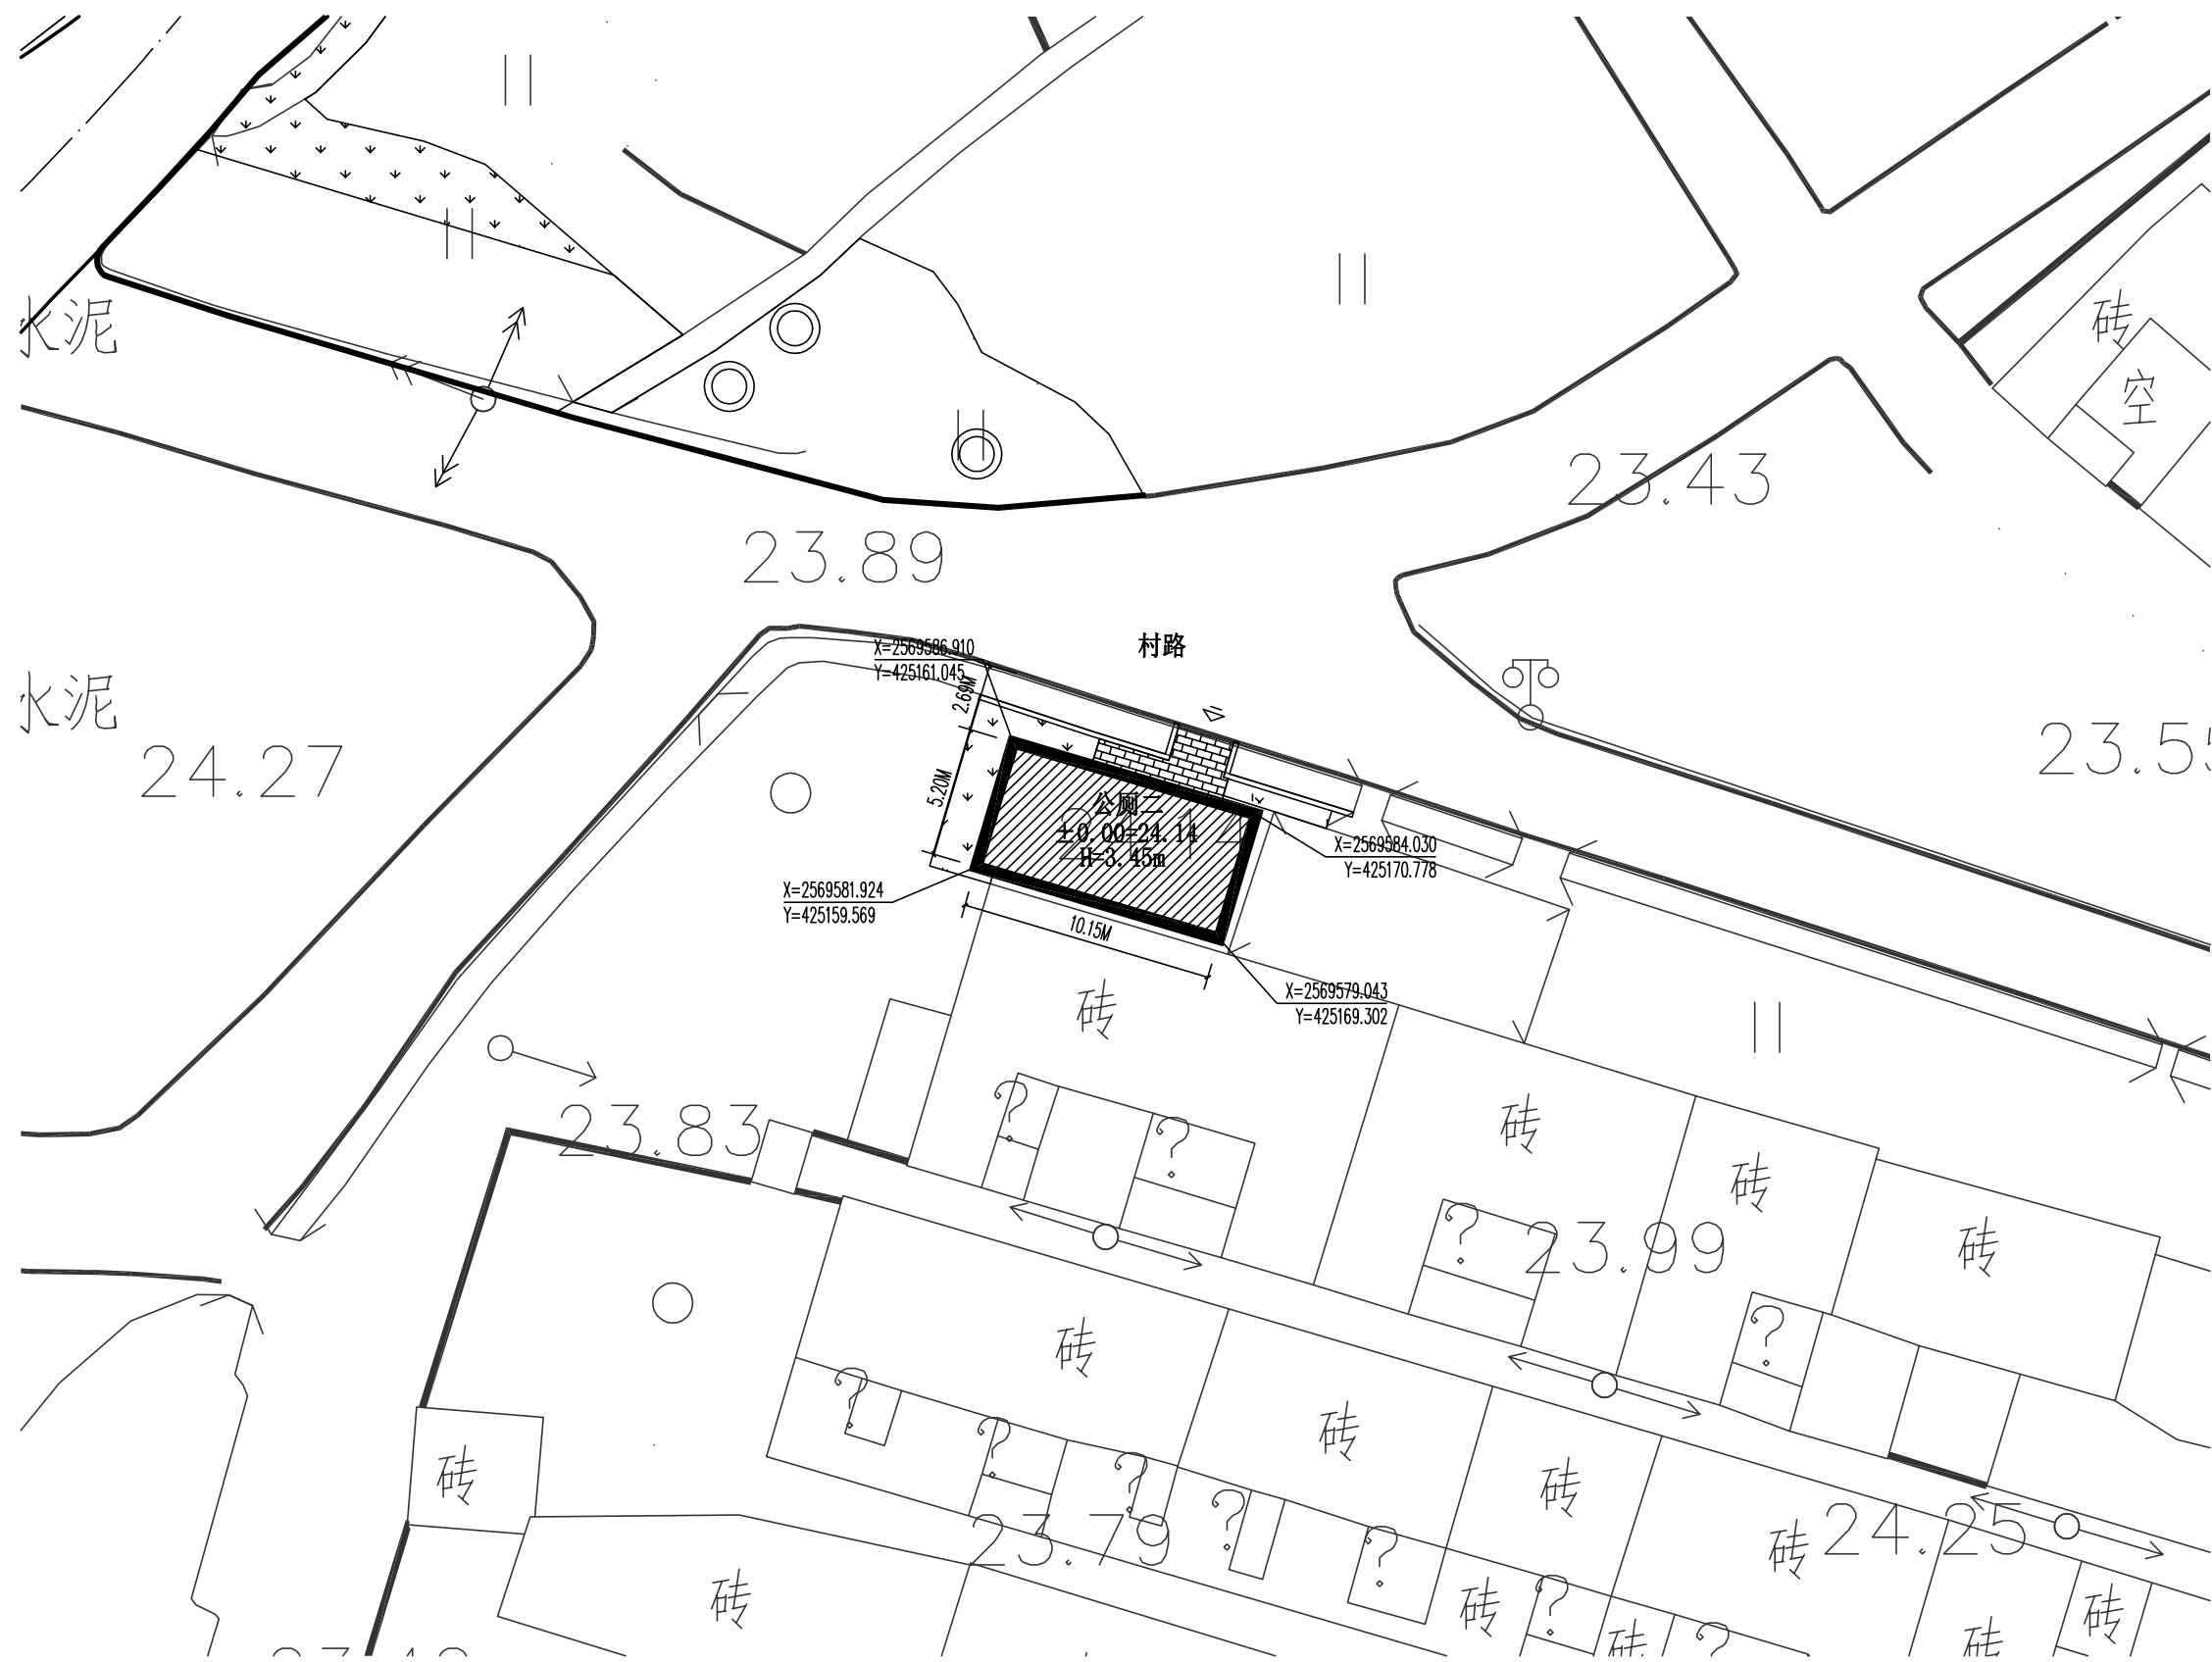 水泥
砖
空
23.43
23.89
村路
X=2569586.910
Y=425161.045
2.69M
水泥
24.27
5.20M
公厕二
±0.00=24.14
H=3.45m
X=2569584.030
Y=425170.778
X=2569581.924
Y=425159.569
10.15M
X=2569579.043
Y=425169.302
砖
?
?
23.83
砖
砖
?
23.99
砖
?
砖
?
砖
?
砖
?
?
23.79
?
砖
24.25
砖
砖
?
砖
?
砖
砖